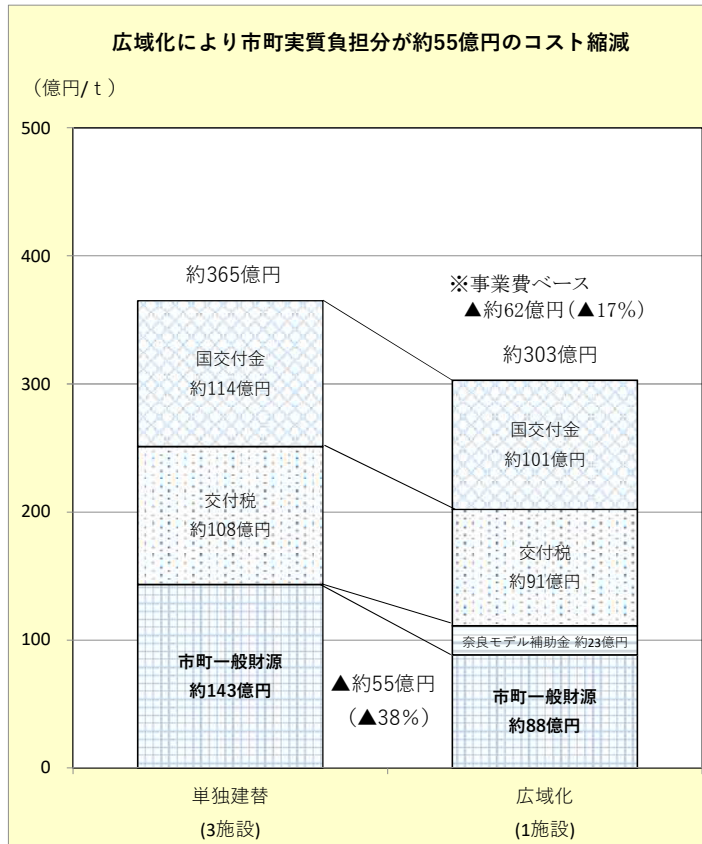 広域化により市町実質負担分が約55億円のコスト縮減
（億円/ｔ）
500
400
300
200
100
0
約365億円
国交付金
約114億円
交付税
約108億円
市町一般財源
約143億円
▲約55億円
（▲38%）
※事業費ベース
▲約62億円（▲17%）
約303億円
国交付金
約101億円
交付税
約91億円
奈良モデル補助金 約23億円
市町一般財源
約88億円
単独建替
(3施設)
広域化
(1施設)